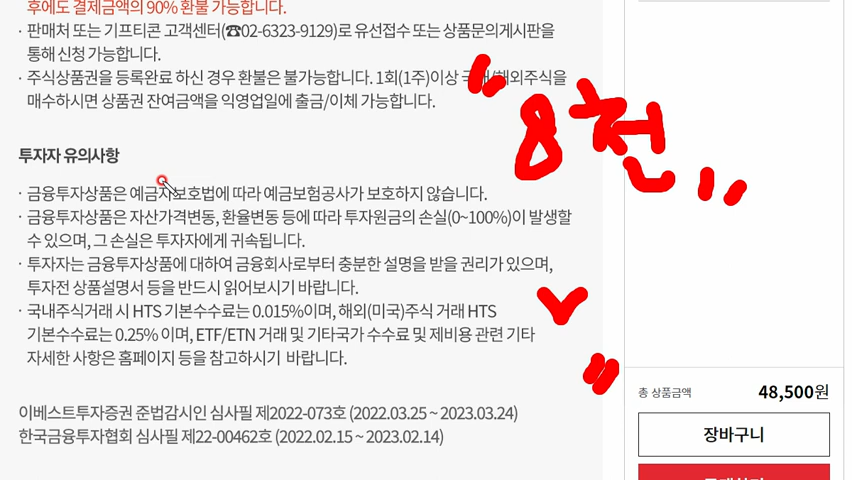 후에도 결제금액의 90% 환불 가능합니다.
· 판매처 또는 기프티콘 고객센터(☎02-6323-9129)로 유선접수 또는 상품문의게시판을
통해 신청 가능합니다.
· 주식상품권을 등록완료 하신 경우 환불은 불가능합니다. 1회(1주)이상 국내/해외주식을
매수하시면 상품권 잔여금액을 익영업일에 출금/이체 가능합니다.
"8천"
투자자 유의사항
· 금융투자상품은 예금자보호법에 따라 예금보험공사가 보호하지 않습니다.
· 금융투자상품은 자산가격변동, 환율변동 등에 따라 투자원금의 손실(0~100%)이 발생할
수 있으며, 그 손실은 투자자에게 귀속됩니다.
· 투자자는 금융투자상품에 대하여 금융회사로부터 충분한 설명을 받을 권리가 있으며,
투자전 상품설명서 등을 반드시 읽어보시기 바랍니다.
· 국내주식거래 시 HTS 기본수수료는 0.015%이며, 해외(미국)주식 거래 HTS
기본수수료는 0.25% 이며, ETF/ETN 거래 및 기타국가 수수료 및 제비용 관련 기타
자세한 사항은 홈페이지 등을 참고하시기 바랍니다.
이베스트투자증권 준법감시인 심사필 제2022-073호 (2022.03.25 ~ 2023.03.24)
한국금융투자협회 심사필 제22-00462호 (2022.02.15 ~ 2023.02.14)
총 상품금액 48,500원
장바구니